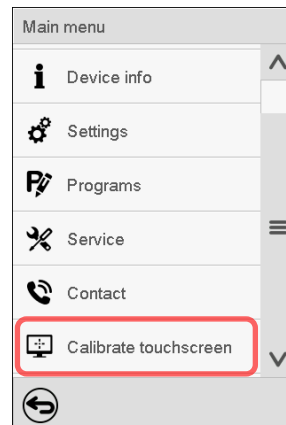 Main menu
Device info
Settings
Programs
Service
Contact
Calibrate touchscreen